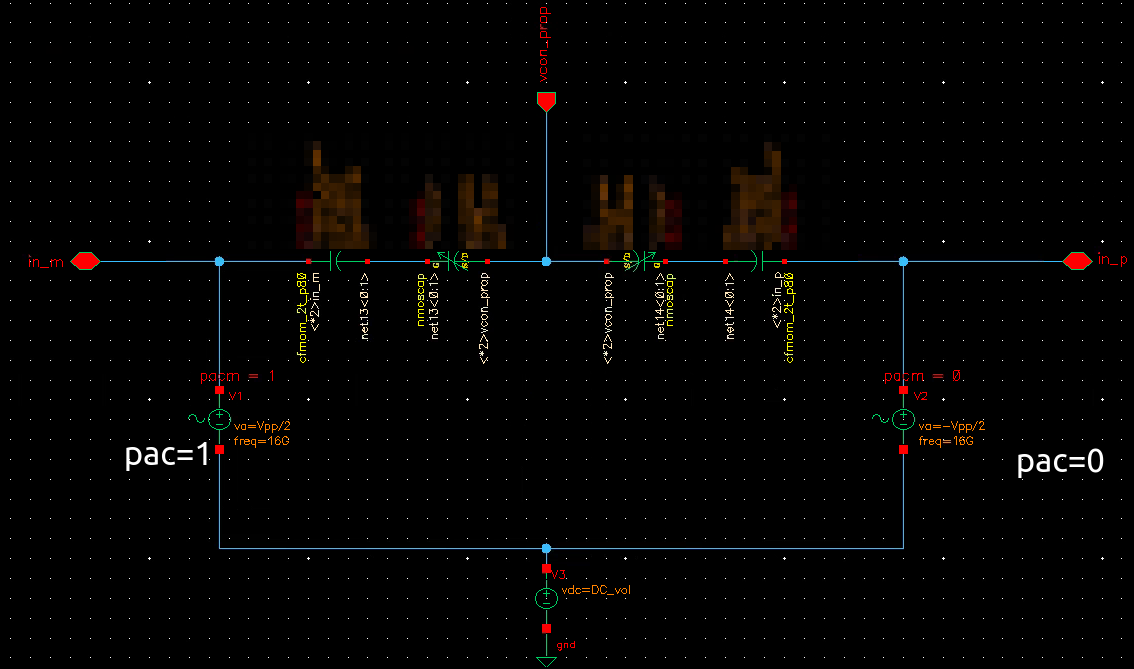 vcon_prop
in_m
in_p
G
S/D
S/D
G
cfmom_2t_p80
<*2>in_m
net13<0:1>
nmoscap
net13<0:1>
<*2>vcon_prop
<*2>vcon_prop
net14<0:1>
nmoscap
net14<0:1>
<*2>in_p
cfmom_2t_p80
pacm = 1
V1
va=Vpp/2
freq=16G
pac=1
pacm = 0
V2
va=-Vpp/2
freq=16G
pac=0
V3
vdc=DC_vol
gnd